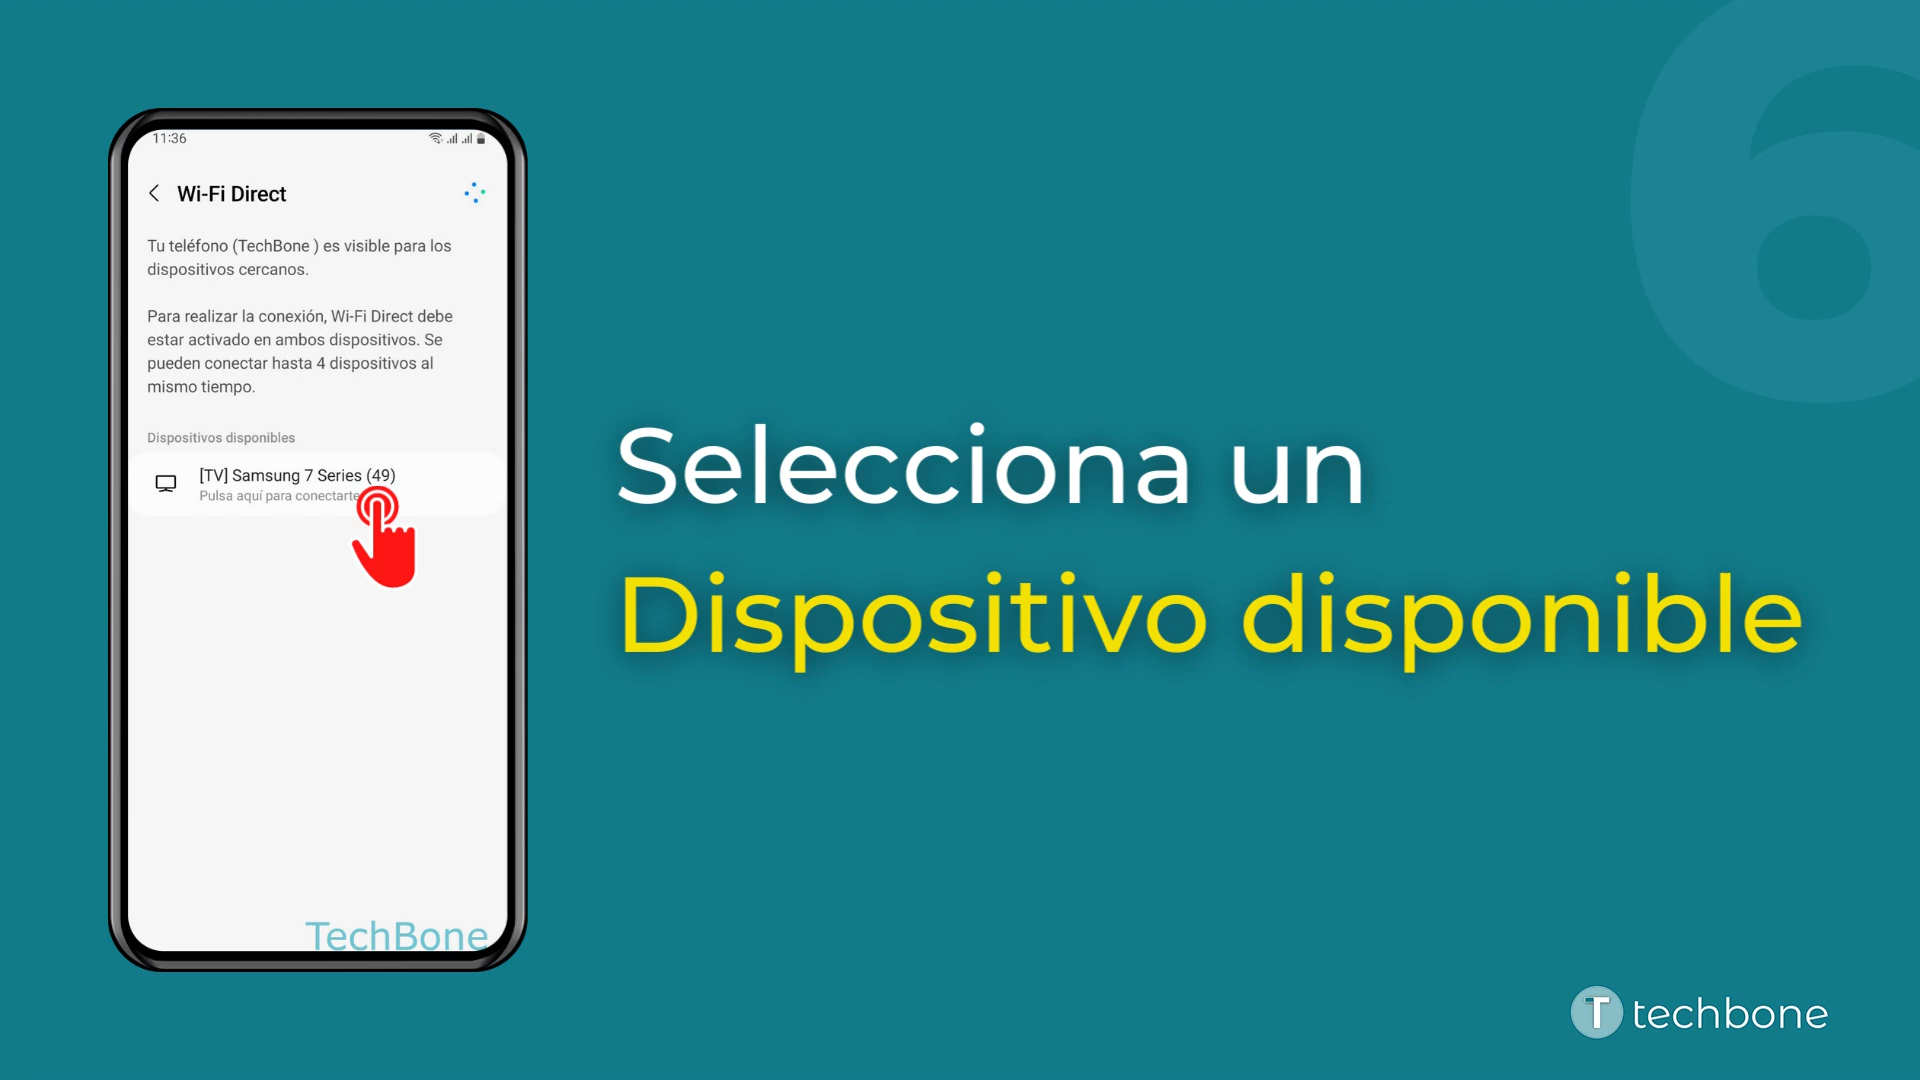 6
11:36
Wi-Fi Direct
Tu teléfono (TechBone ) es visible para los
dispositivos cercanos.
Para realizar la conexión, Wi-Fi Direct debe
estar activado en ambos dispositivos. Se
pueden conectar hasta 4 dispositivos al
mismo tiempo.
Dispositivos disponibles
[TV] Samsung 7 Series (49)
Pulsa aquí para conectarte
TechBone
Selecciona un
Dispositivo disponible
T techbone